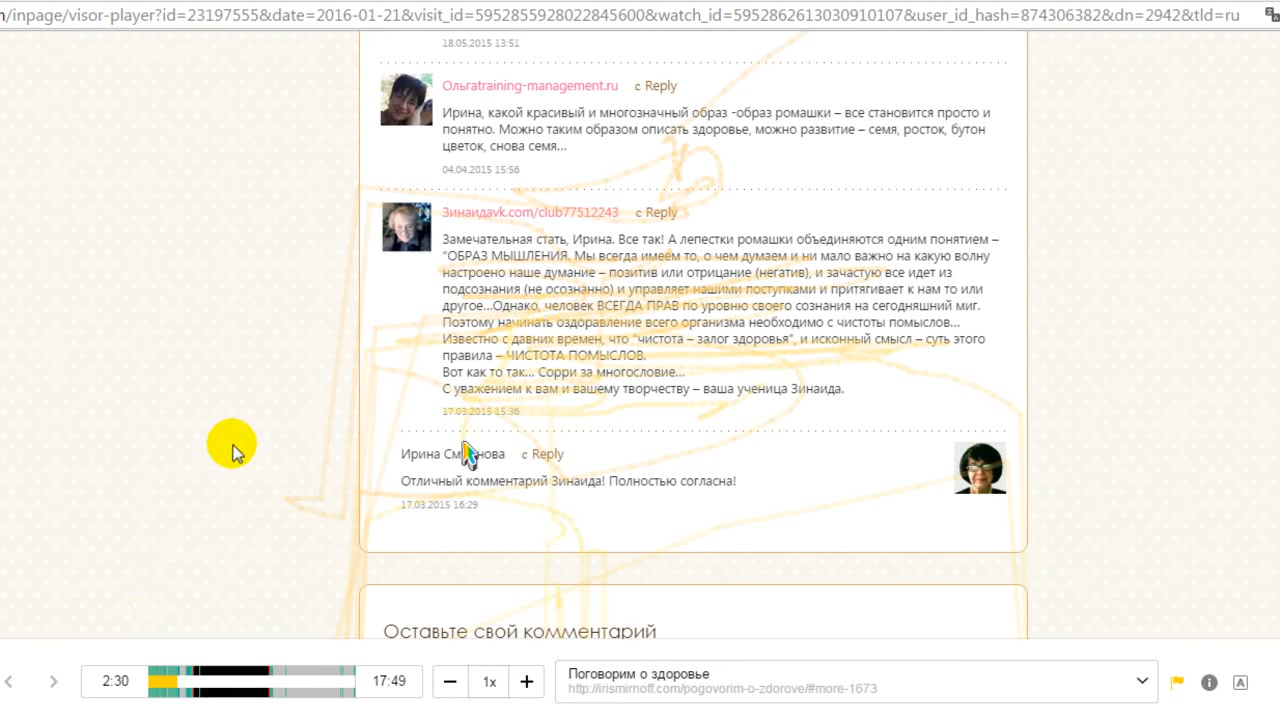 n/inpage/visor-player?id=23197555&date=2016-01-21&visit_id=5952855928022845600&watch_id=5952862613030910107&user_id_hash=874306382&dn=2942&tld=ru
18.05.2015 13:51
Ольгаtraining-management.ru с Reply
Ирина, какой красивый и многозначный образ -образ ромашки – все становится просто и
понятно. Можно таким образом описать здоровье, можно развитие – семя, росток, бутон
цветок, снова семя...
04.04.2015 15:56
Зинаидаvk.com/club77512243 с Reply
Замечательная стать, Ирина. Все так! А лепестки ромашки объединяются одним понятием –
“ОБРАЗ МЫШЛЕНИЯ. Мы всегда имеем то, о чем думаем и ни мало важно на какую волну
настроено наше думание – позитив или отрицание (негатив), и зачастую все идет из
подсознания (не осознанно) и управляет нашими поступками и притягивает к нам то или
другое...Однако, человек ВСЕГДА ПРАВ по уровню своего сознания на сегодняшний миг.
Поэтому начинать оздоравление всего организма необходимо с чистоты помыслов...
Известно с давних времен, что “чистота – залог здоровья”, и исконный смысл – суть этого
правила – ЧИСТОТА ПОМЫСЛОВ.
Вот как то так... Сорри за многословие...
С уважением к вам и вашему творчеству – ваша ученица Зинаида.
17.03.2015 15:36
Ирина с Reply
Отличный комментарий Зинаида! Полностью согласна!
17.03.2015 16:29
Оставьте свой комментарий
2:30 17:49 − 1x + Поговорим о здоровье
http://irismirnoff.com/pogovorim-o-zdorove/#more-1673
A